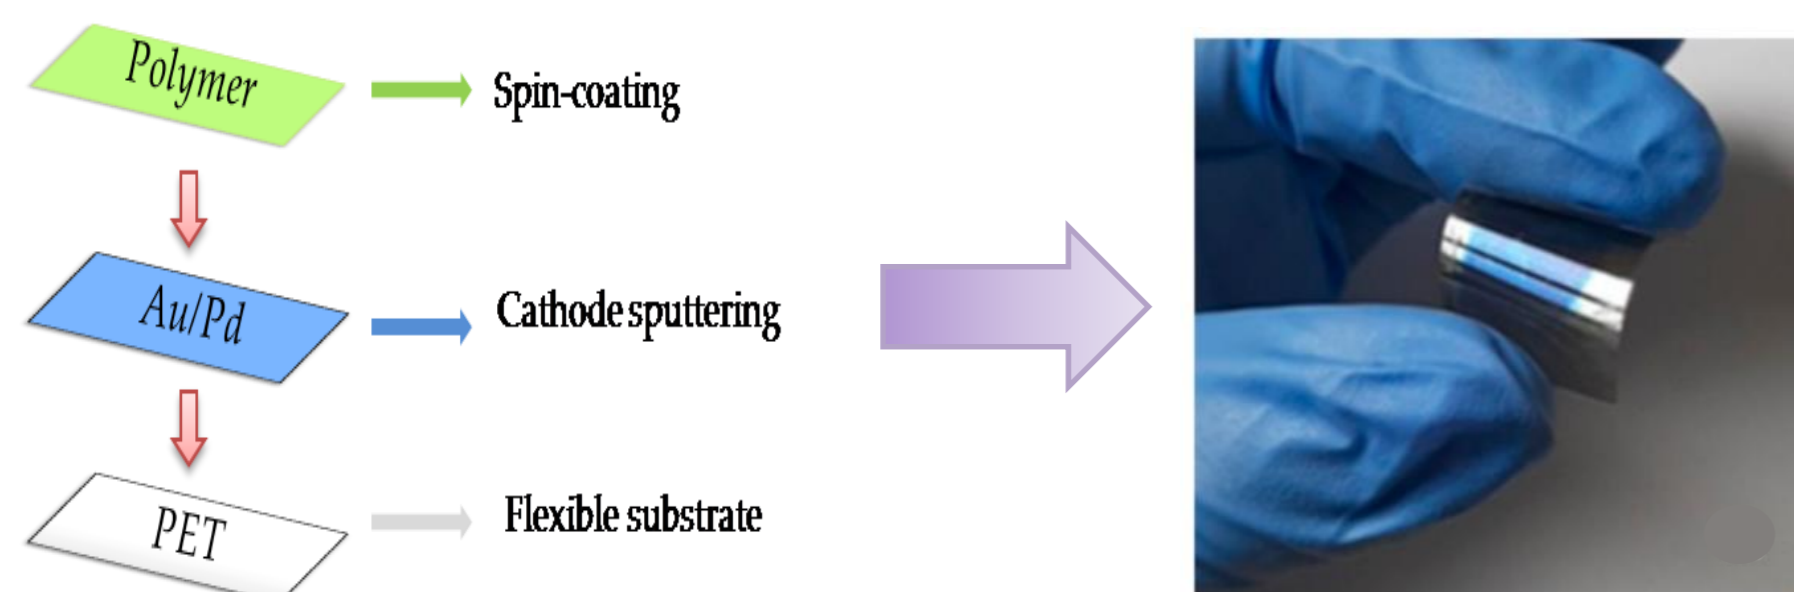 Polymer
Spin-coating
Au/Pd
Cathode sputtering
PET
Flexible substrate